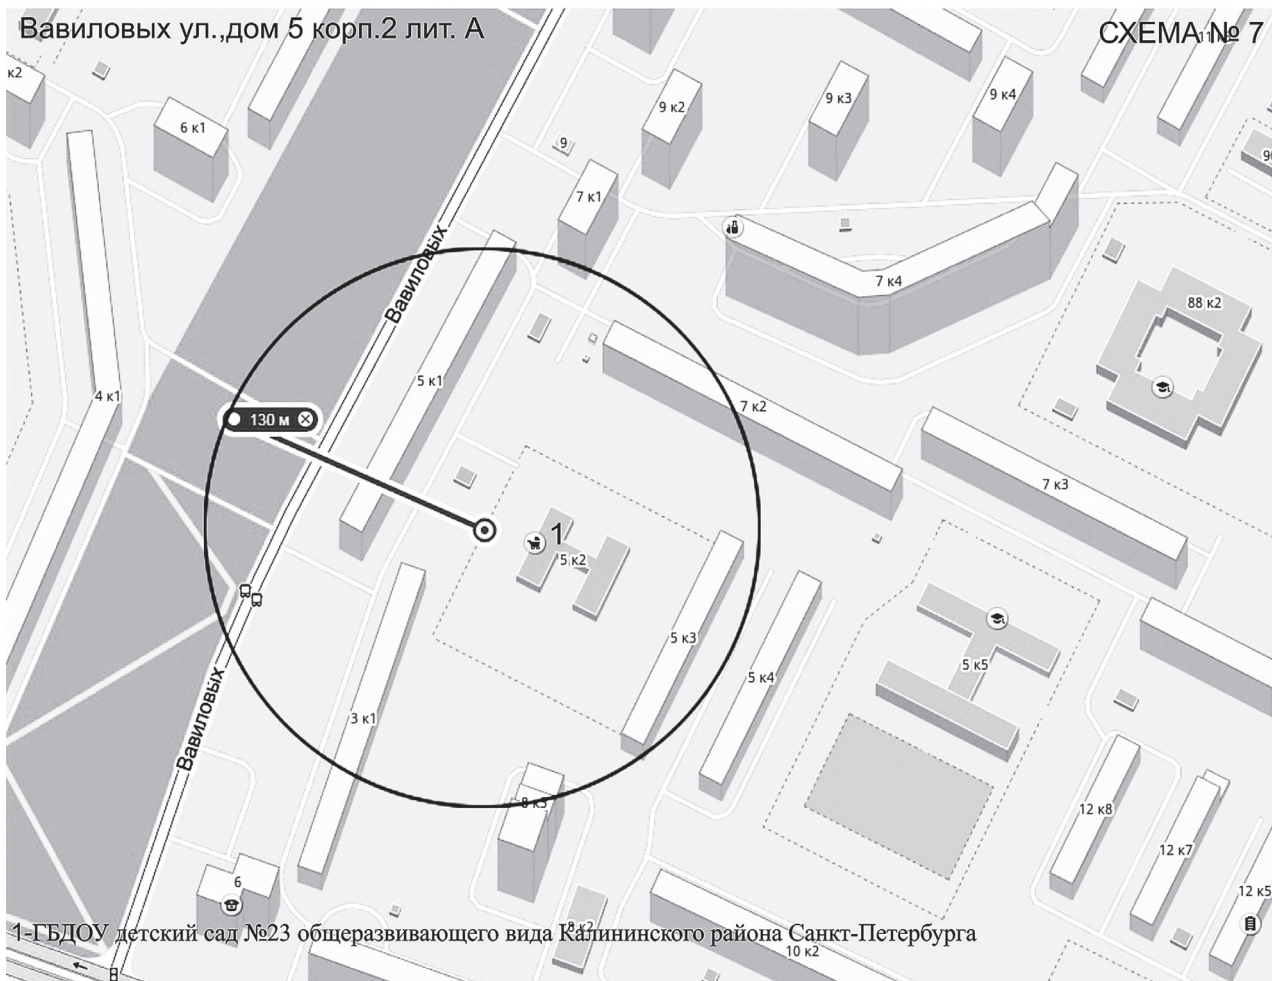 Вавиловых ул.,дом 5 корп.2 лит. А
СХЕМА № 7
к2
6 к1
9 к2
9 к3
9 к4
9
7 к1
Вавиловых
7 к4
88 к2
5 к1
4 к1
130 м
7 к2
7 к3
1
5 к2
5 к3
5 к4
5 к5
3 к1
Вавиловых
8 к3
12 к8
12 к7
12 к5
6
1-ГБДОУ детский сад №23 общеразвивающего вида Калининского района Санкт-Петербурга
10 к2